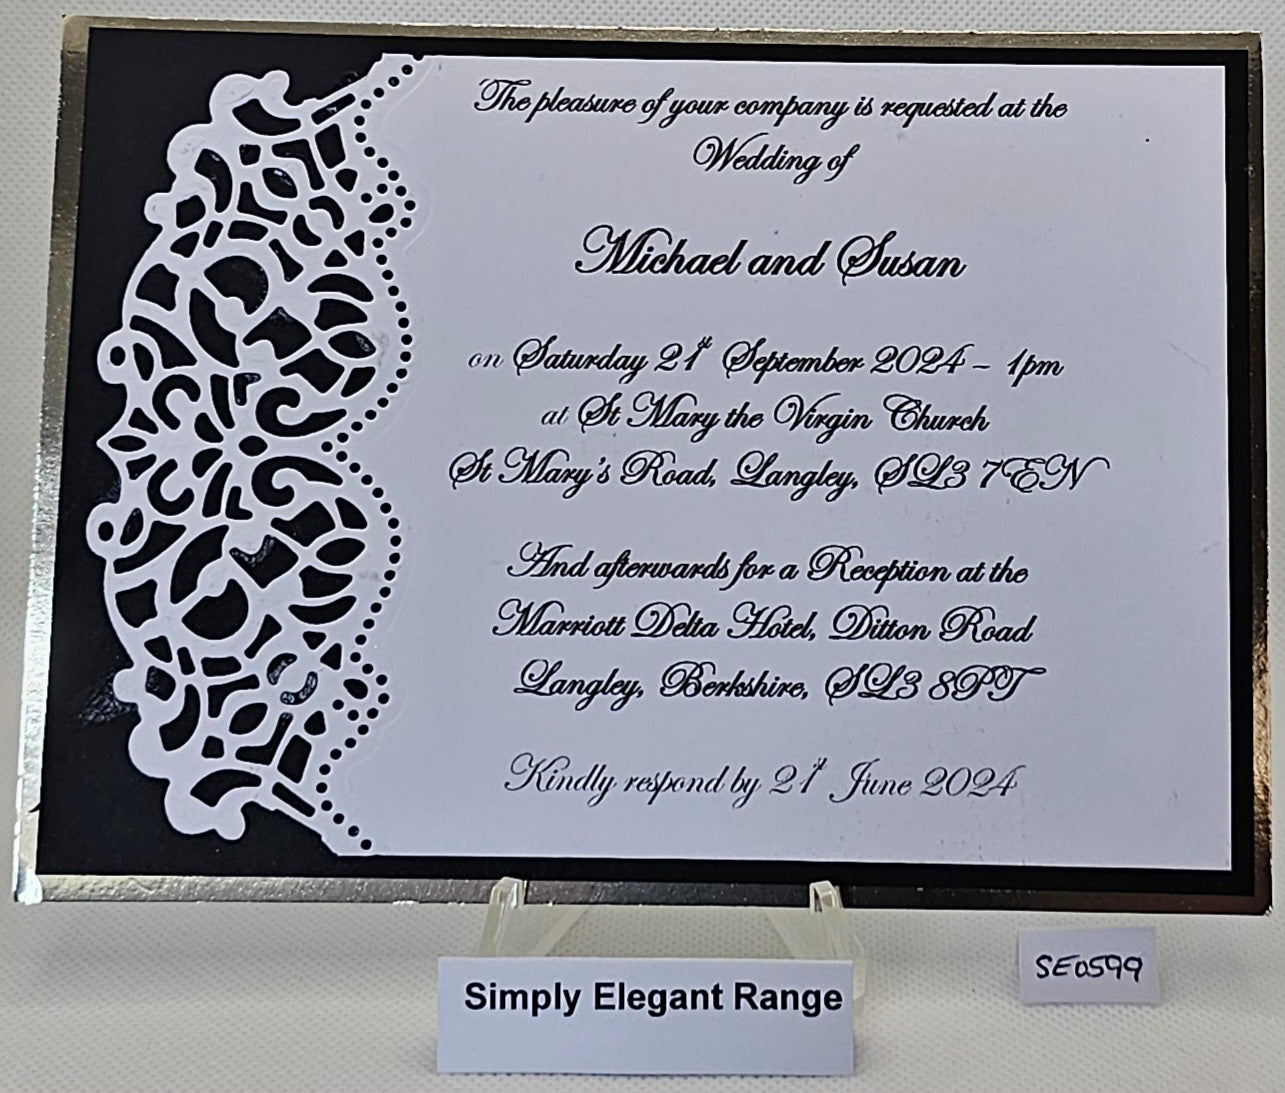 The pleasure of your company is requested at the
Wedding of
Michael and Susan
on Saturday 21st September 2024 – 1pm
at St Mary the Virgin Church
St Mary's Road, Langley, SL3 7EN
And afterwards for a Reception at the
Marriott Delta Hotel, Ditton Road
Langley, Berkshire, SL3 8PT
Kindly respond by 21st June 2024
SE0599
Simply Elegant Range